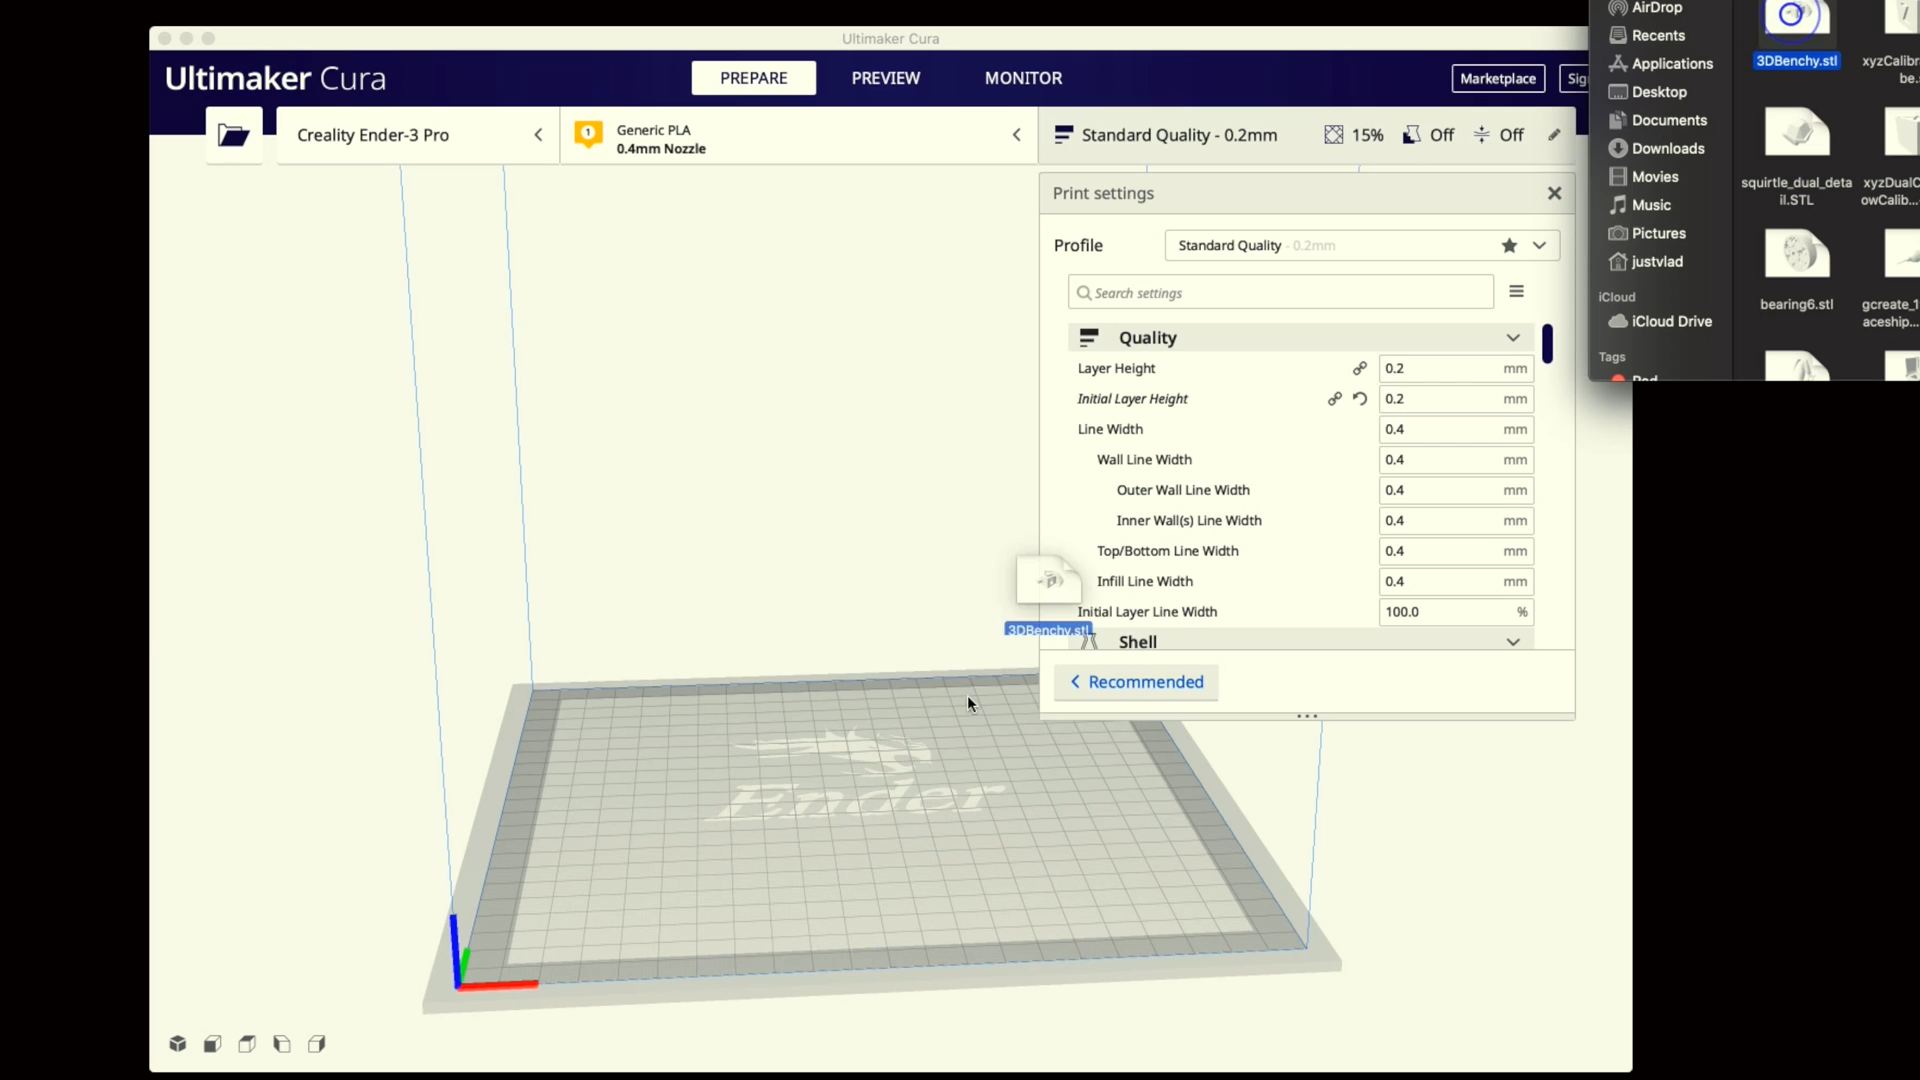 Ultimaker Cura
Ultimaker Cura
PREPARE
PREVIEW
MONITOR
Marketplace
Creality Ender-3 Pro
1
Generic PLA
0.4mm Nozzle
Standard Quality - 0.2mm
15%
Off
Off
Print settings
Profile
Standard Quality - 0.2mm
Search settings
Quality
Layer Height 0.2 mm
Initial Layer Height 0.2 mm
Line Width 0.4 mm
Wall Line Width 0.4 mm
Outer Wall Line Width 0.4 mm
Inner Wall(s) Line Width 0.4 mm
Top/Bottom Line Width 0.4 mm
Infill Line Width 0.4 mm
Initial Layer Line Width 100.0 %
Shell
Recommended
3DBenchy.stl
Ender
AirDrop
Recents
Applications
Desktop
Documents
Downloads
Movies
Music
Pictures
justvlad
iCloud
iCloud Drive
Tags
3DBenchy.stl
squirtle_dual_deta
il.STL
bearing6.stl